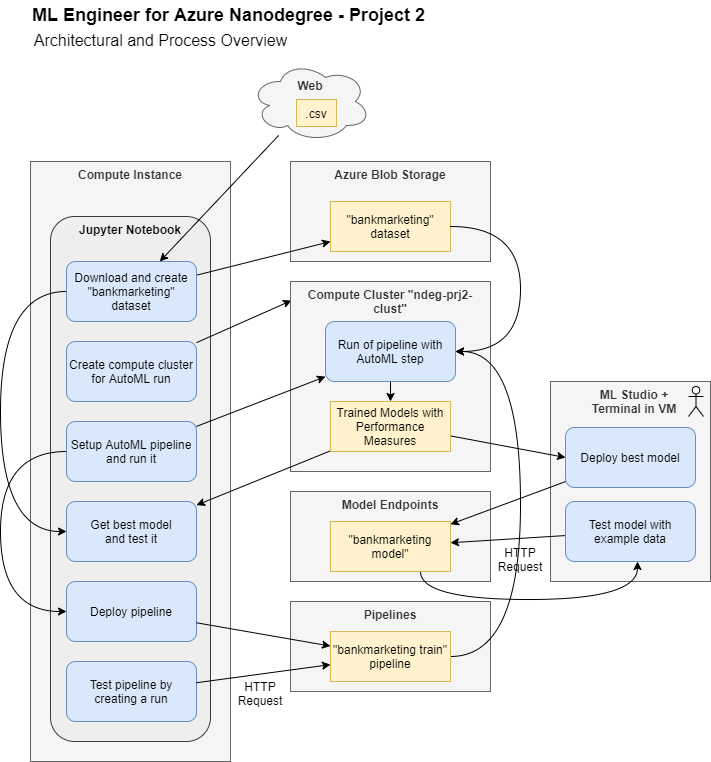 ML Engineer for Azure Nanodegree - Project 2
Architectural and Process Overview
Web
.csv
Compute Instance
Jupyter Notebook
Download and create
"bankmarketing"
dataset
Create compute cluster
for AutoML run
Setup AutoML pipeline
and run it
Get best model
and test it
Deploy pipeline
Test pipeline by
creating a run
HTTP
Request
Azure Blob Storage
"bankmarketing"
dataset
Compute Cluster "ndeg-prj2-
clust"
Run of pipeline with
AutoML step
Trained Models with
Performance
Measures
Model Endpoints
"bankmarketing
model"
HTTP
Request
Pipelines
"bankmarketing train"
pipeline
ML Studio +
Terminal in VM
Deploy best model
Test model with
example data